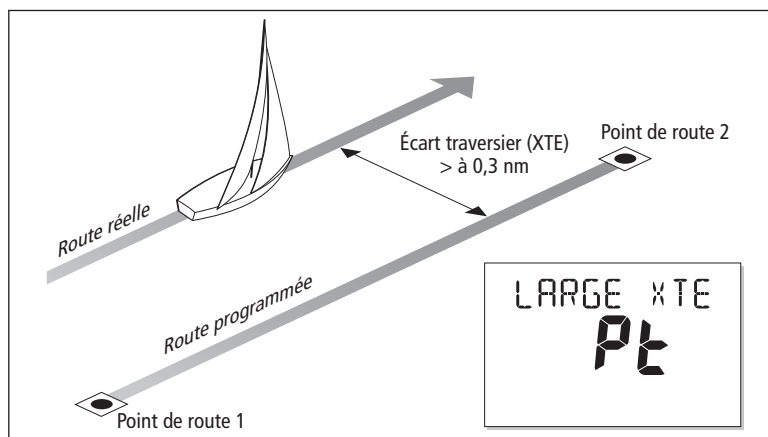 Écart traversier (XTE)
> à 0,3 nm
Point de route 2
Route réelle
Route programmée
Point de route 1
LARGE XTE
Pt